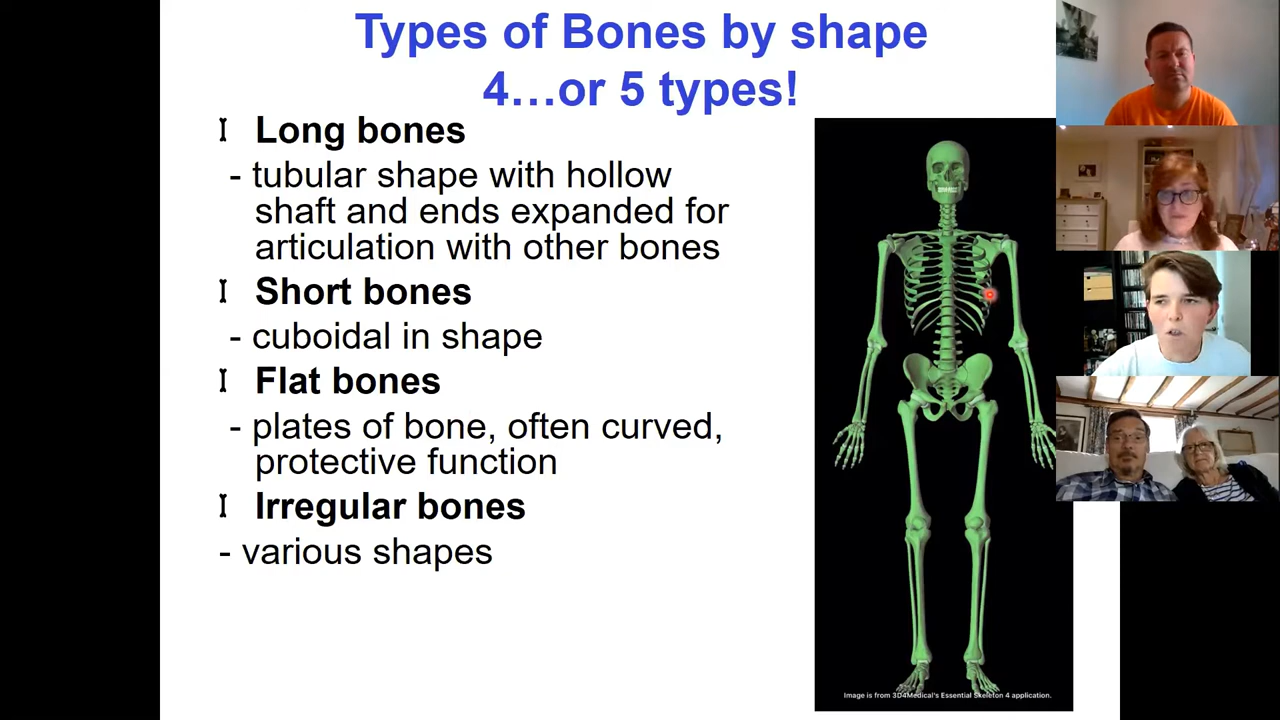 Types of Bones by shape
4…or 5 types!
Long bones
- tubular shape with hollow
shaft and ends expanded for
articulation with other bones
Short bones
- cuboidal in shape
Flat bones
- plates of bone, often curved,
protective function
Irregular bones
- various shapes
Image is from 3D4Medical's Essential Skeleton 4 application.